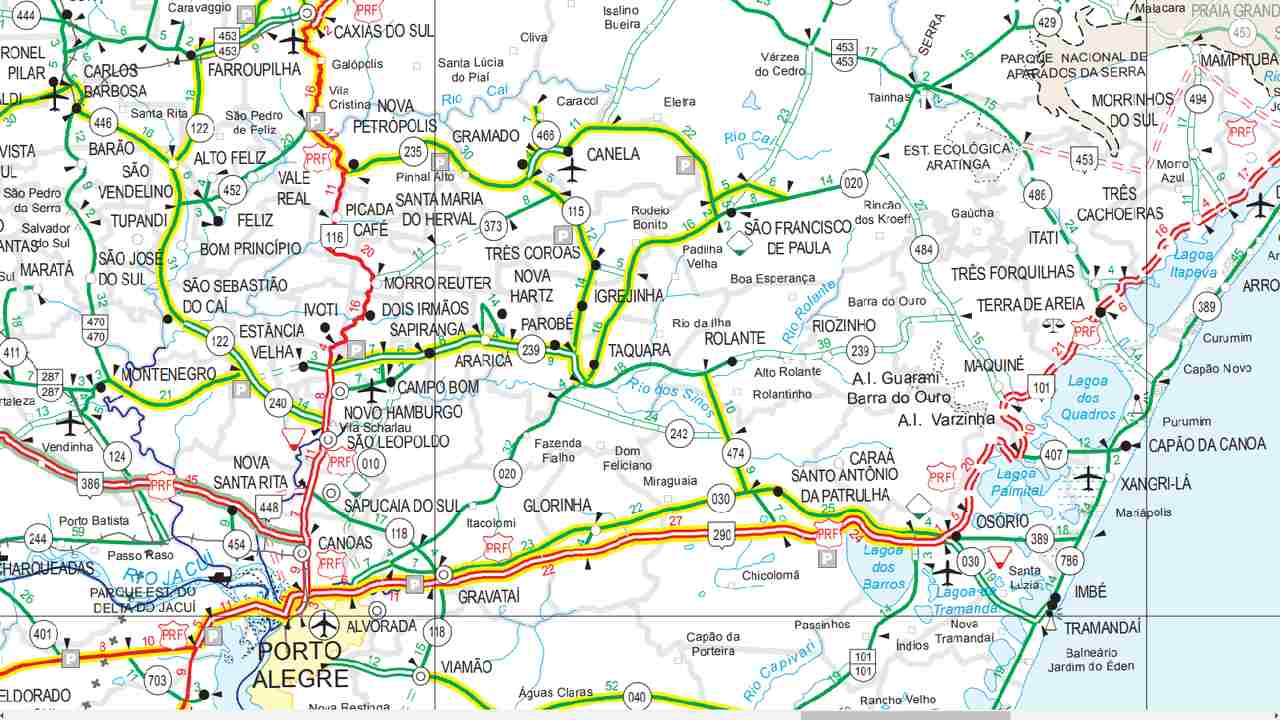 444
Caravaggio
PRF
Isalino
Bueira
453
17
429
Malacara
PRAIA GRAND
453
CAXIAS DO SUL
Cliva
453
453
SERRA
FARROUPILHA
Galópolis
Santa Lúcia
do Piaí
Várzea
do Cedro
PARQUE NACIONAL DE
APARADOS DA SERRA
MAMPITUBA
PILAR
CARLOS
BARBOSA
Vila
Cristina
Rio Caí
Caracol
Eletra
Tainhas
MORRINHOS
DO SUL
494
Santa Rita
NOVA
PETRÓPOLIS
446
122
São Pedro
de Feliz
GRAMADO
466
CANELA
Rio Caí
23
12
EST. ECOLÓGICA
ARATINGA
453
PRF
BARÃO
ALTO FELIZ
235
Pinhal Alto
SÃO
VENDELINO
452
VALE
REAL
SANTA MARIA
DO HERVAL
020
14
Morro
Azul
São Pedro
da Serra
TUPANDI
FELIZ
PICADA
CAFÉ
373
115
Rodeio
Bonito
Rincão
dos Kroeff
486
Gaúcha
TRÊS
CACHOEIRAS
Salvador
do Sul
BOM PRINCÍPIO
116
SÃO FRANCISCO
DE PAULA
ITATI
MARATÁ
SÃO JOSÉ
DO SUL
TRÊS COROAS
Padilha
Velha
484
Lagoa
Itapeva
MORRO REUTER
NOVA
HARTZ
Boa Esperança
TRÊS FORQUILHAS
SÃO SEBASTIÃO
DO CAÍ
IVOTI
DOIS IRMÃOS
IGREJINHA
Rio Rolante
Barra do Ouro
TERRA DE AREIA
389
470
470
ESTÂNCIA
VELHA
122
SAPIRANGA
PAROBÉ
Rio da Ilha
RIOZINHO
PRF
ROLANTE
Curumim
411
ARARICÁ
239
TAQUARA
39
239
MAQUINÉ
287
287
MONTENEGRO
CAMPO BOM
Alto Rolante
A.I. Guarani
Barra do Ouro
101
Lagoa
dos
Quadros
Capão Novo
21
240
NOVO HAMBURGO
Vila Scharlau
Rio dos Sinos
Rolantinho
A.I. Varzinha
Purumim
Vendinha
SÃO LEOPOLDO
24
242
124
Fazenda
Fialho
474
407
CAPÃO DA CANOA
NOVA
SANTA RITA
PRF
010
Dom
Feliciano
CARAÁ
386
PRF
020
Miraguaia
SANTO ANTÔNIO
DA PATRULHA
PRF
Lagoa
Palmital
XANGRI-LÁ
448
SAPUCAIA DO SUL
GLORINHA
22
030
Mariápolis
Porto Batista
Itacolomi
25
OSÓRIO
244
454
118
27
290
PRF
389
Passo Raso
CANOAS
PRF
PRF
030
786
CHARQUEADAS
RIO JACUÍ
22
Chicolomã
Lagoa
dos
Barros
Santa
Luzia
IMBÉ
PARQUE EST. DO
DELTA DO JACUÍ
GRAVATAÍ
Lagoa da
Tramandaí
401
PRF
ALVORADA
118
Capão da
Porteira
Passinhos
Nova
Tramandaí
TRAMANDAÍ
Índios
PORTO
ALEGRE
VIAMÃO
Rio Capivari
101
101
Balneário
Jardim do Éden
703
Águas Claras
52
040
Rancho Velho
ELDORADO
Nova Restinga